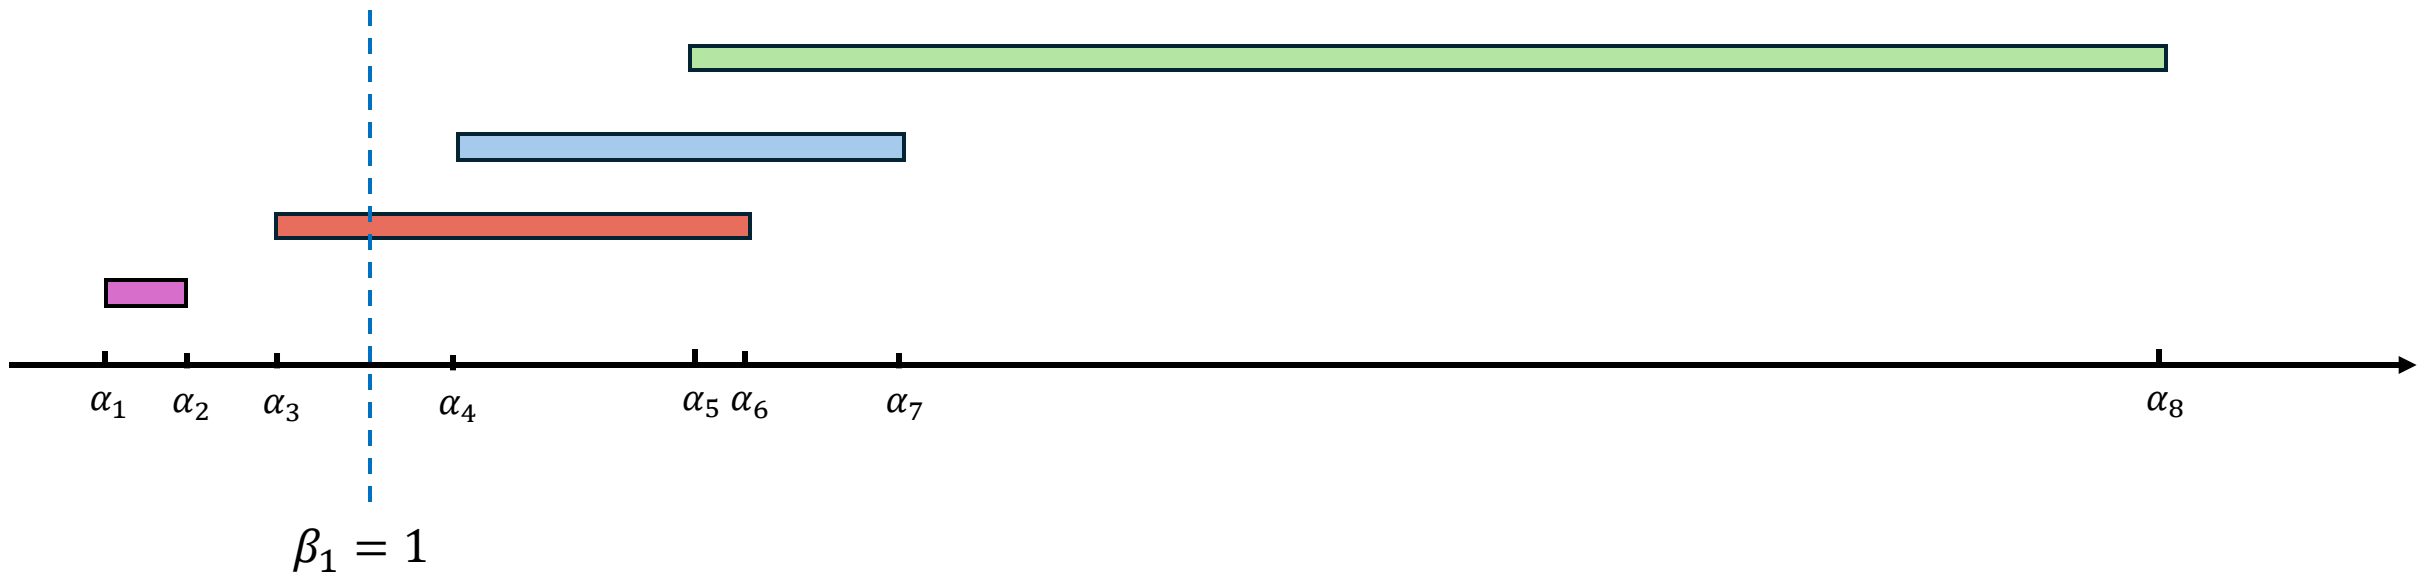 α₁ α₂ α₃ α₄ α₅ α₆ α₇ α₈
β₁ = 1